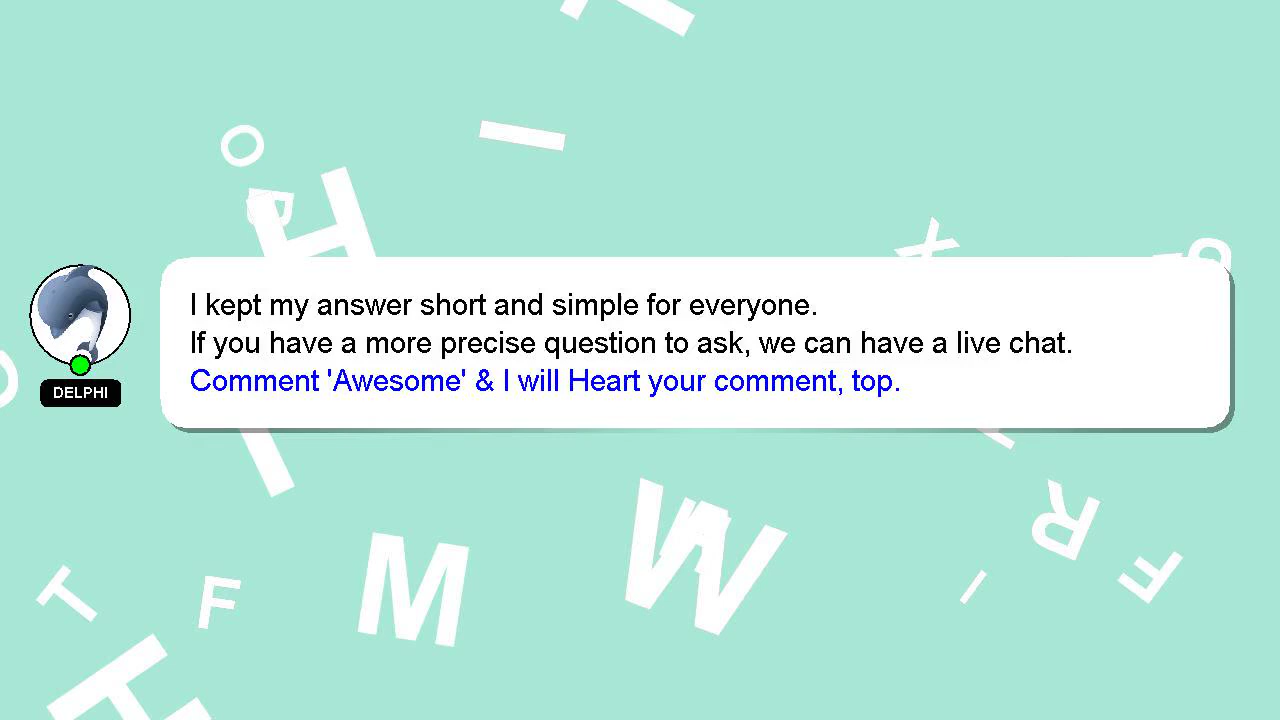 I kept my answer short and simple for everyone.
If you have a more precise question to ask, we can have a live chat.
Comment 'Awesome' & I will Heart your comment, top.
DELPHI